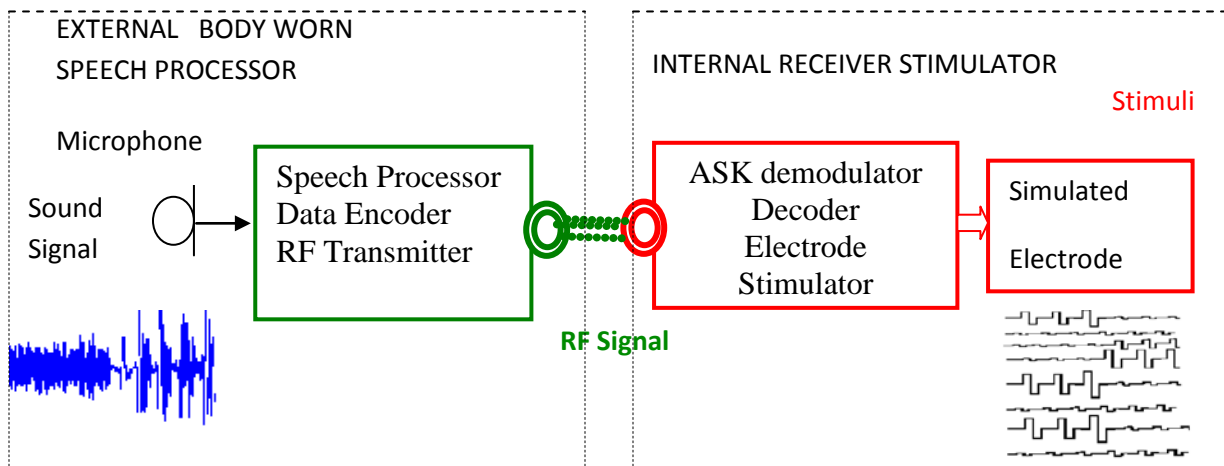 EXTERNAL BODY WORN
SPEECH PROCESSOR
Microphone
Sound
Signal
Speech Processor
Data Encoder
RF Transmitter
RF Signal
INTERNAL RECEIVER STIMULATOR
Stimuli
ASK demodulator
Decoder
Electrode
Stimulator
Simulated
Electrode